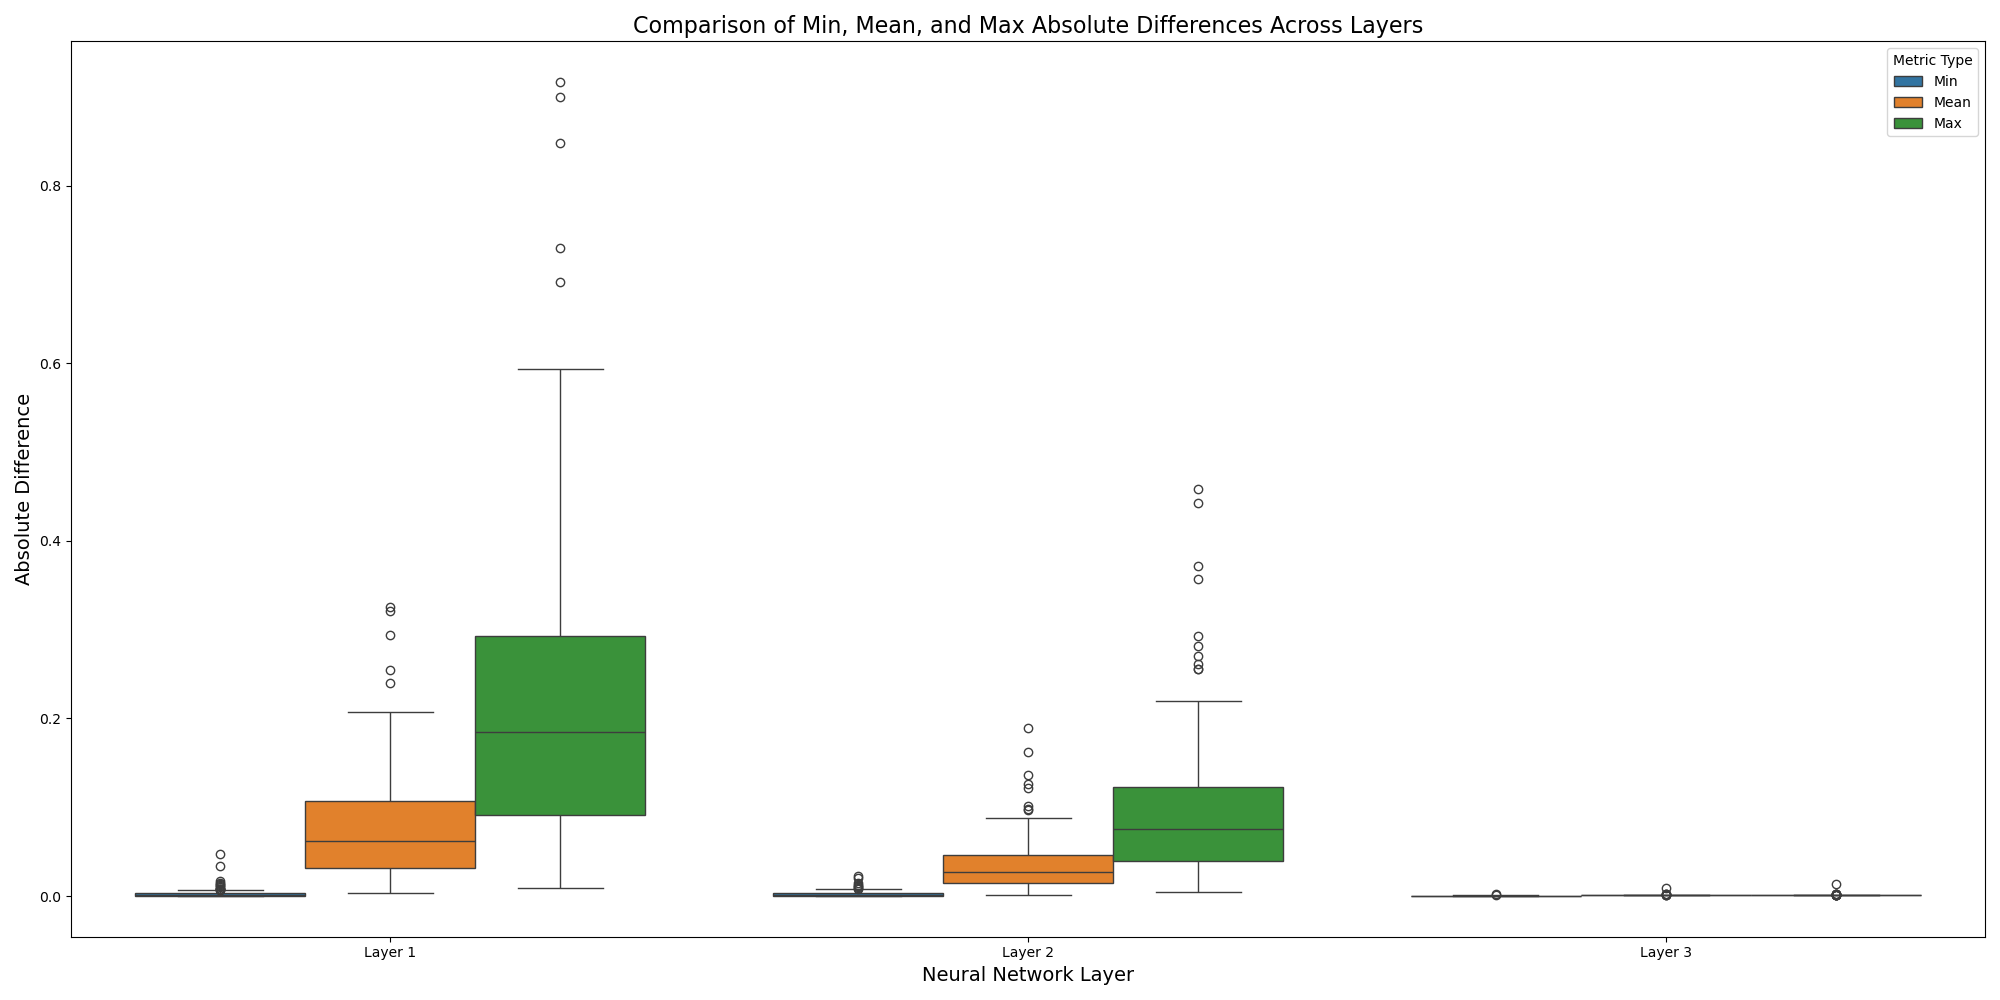 Comparison of Min, Mean, and Max Absolute Differences Across Layers
Metric Type
Min
Mean
Max
Absolute Difference
0.8
0.6
0.4
0.2
0.0
Layer 1
Layer 2
Layer 3
Neural Network Layer